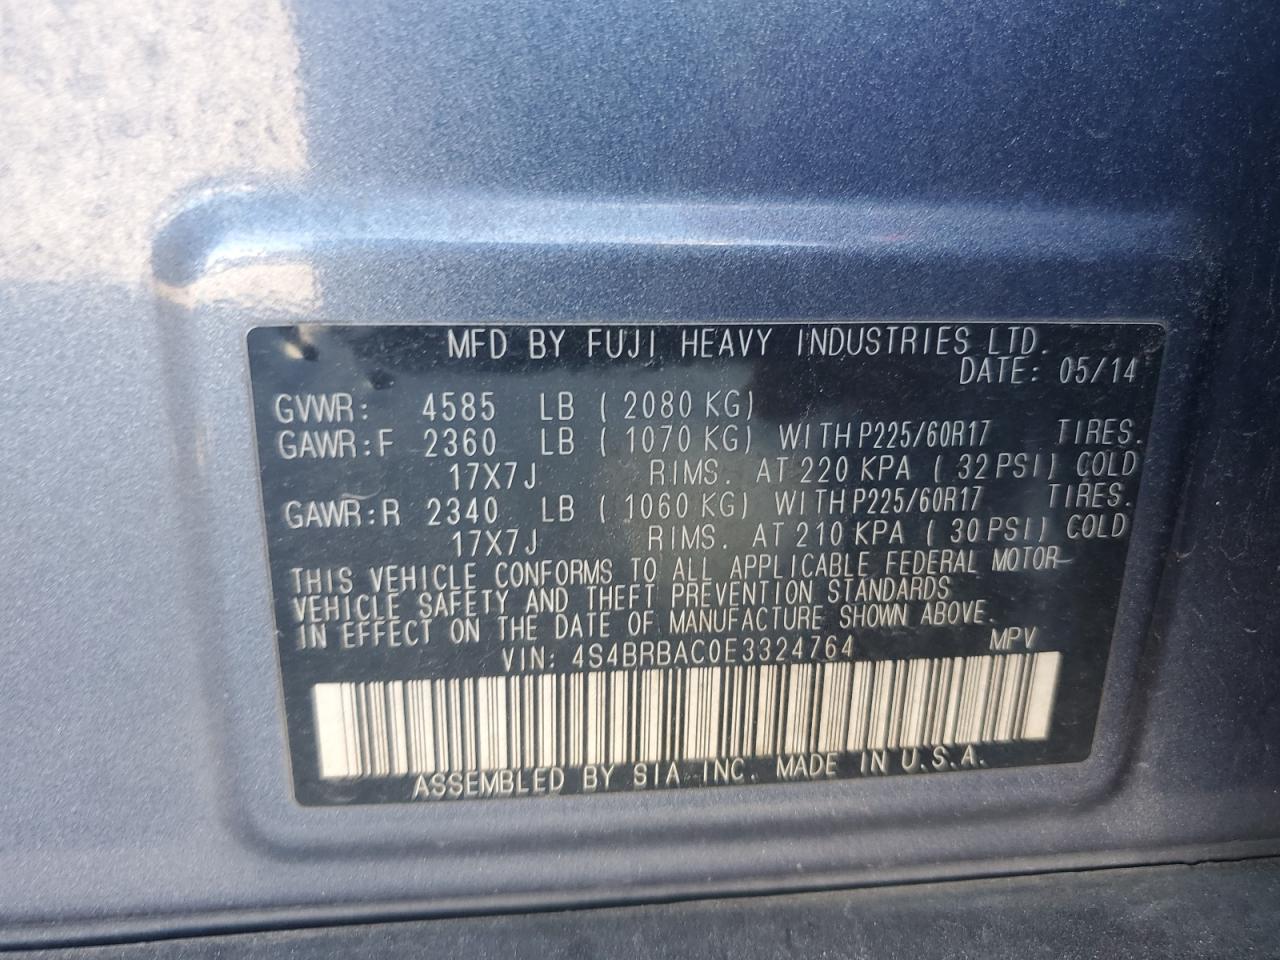 MFD BY FUJI HEAVY INDUSTRIES LTD.
DATE: 05/14
GVWR: 4585 LB ( 2080 KG)
GAWR:F 2360 LB ( 1070 KG) WITH P225/60R17 TIRES.
17X7J RIMS. AT 220 KPA ( 32 PSI) COLD
GAWR:R 2340 LB ( 1060 KG) WITH P225/60R17 TIRES.
17X7J RIMS. AT 210 KPA ( 30 PSI) COLD
THIS VEHICLE CONFORMS TO ALL APPLICABLE FEDERAL MOTOR
VEHICLE SAFETY AND THEFT PREVENTION STANDARDS
IN EFFECT ON THE DATE OF MANUFACTURE SHOWN ABOVE.
VIN: 4S4BRBAC0E3324764 MPV
ASSEMBLED BY SIA INC. MADE IN U.S.A.